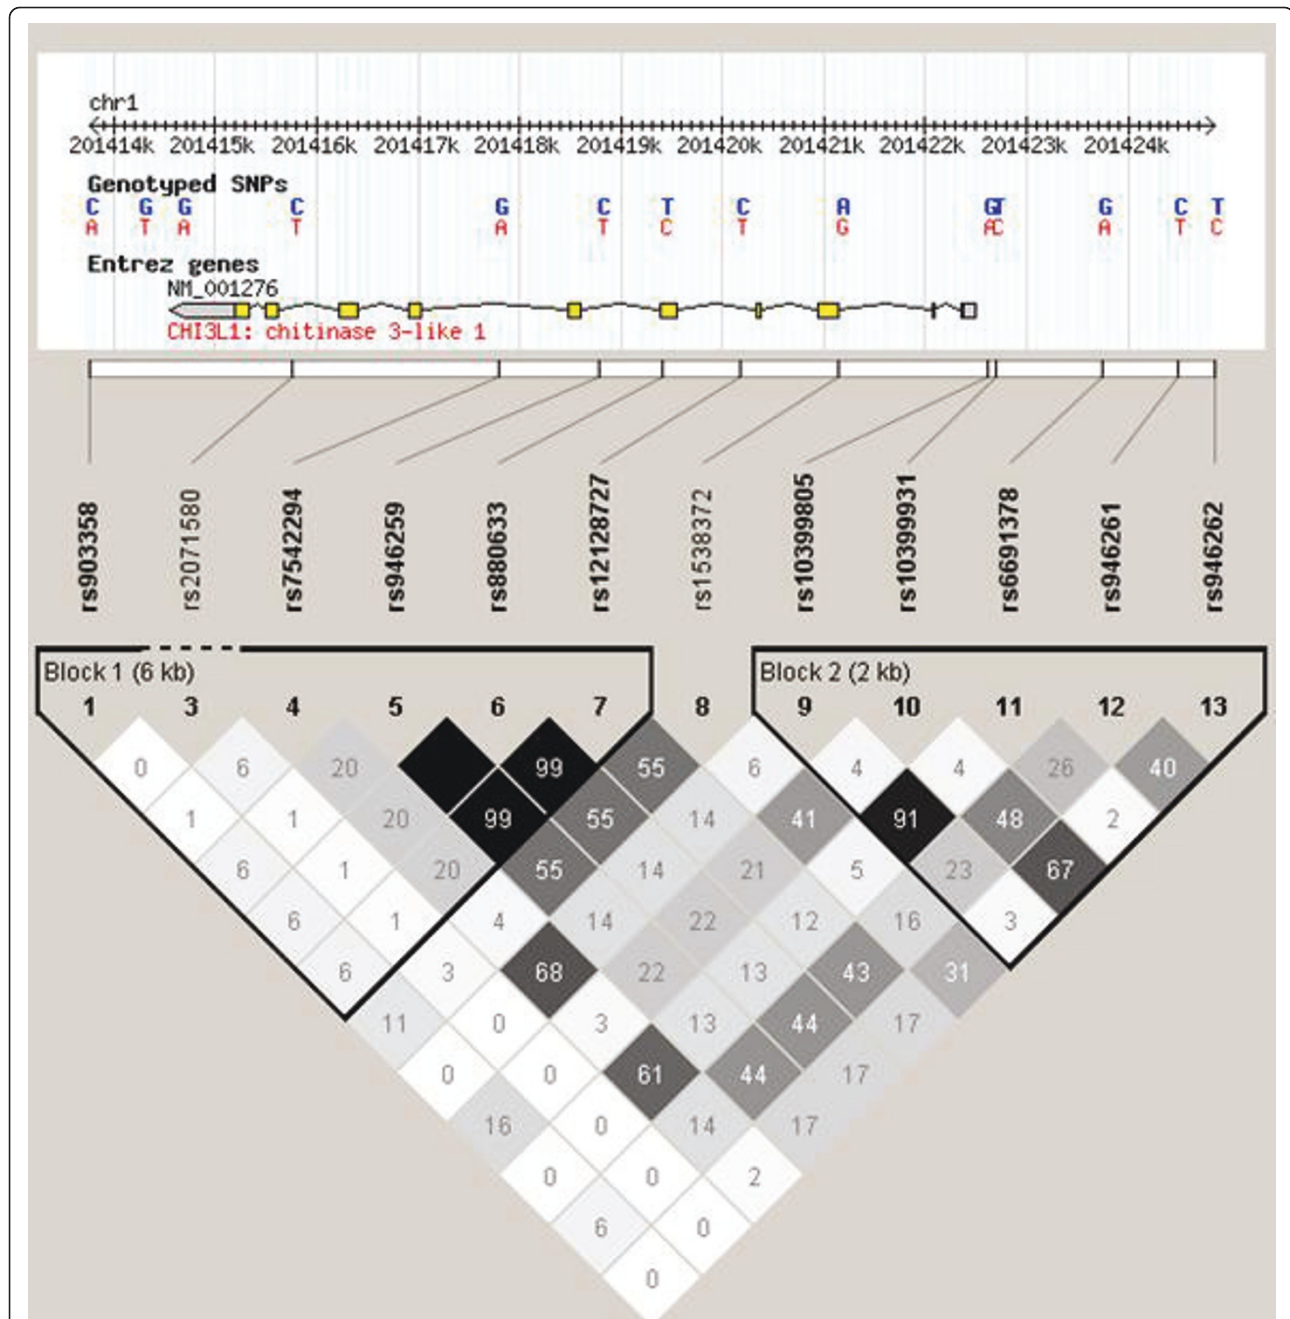 chr1
201414k 201415k 201416k 201417k 201418k 201419k 201420k 201421k 201422k 201423k 201424k
Genotyped SNPs
C G G C G C T C A G T G C T
A T A T A T C T G A C A T C
Entrez genes
NM_001276
CHI3L1: chitinase 3-like 1
rs903358 rs2071580 rs7542294 rs946259 rs880633 rs12128727 rs1538372 rs10399805 rs10399931 rs6691378 rs946261 rs946262
Block 1 (6 kb) Block 2 (2 kb)
1 3 4 5 6 7 8 9 10 11 12 13
0 6 20 99 55 6 4 4 26 40
1 1 20 99 55 14 41 91 48 2
6 1 20 55 14 21 5 23 67
6 1 4 14 22 12 16 3
6 3 68 22 13 43 31
11 0 3 13 44 17
0 0 61 44 17
16 0 14 17
0 0 2
6 0
0